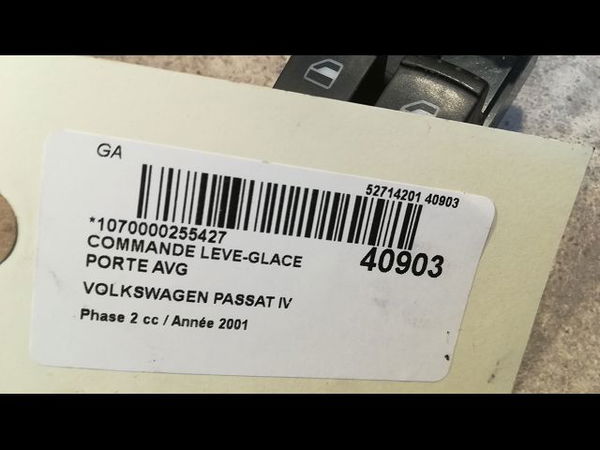 GA
52714201 40903
*1070000255427
COMMANDE LEVE-GLACE
PORTE AVG
40903
VOLKSWAGEN PASSAT IV
Phase 2 cc / Année 2001